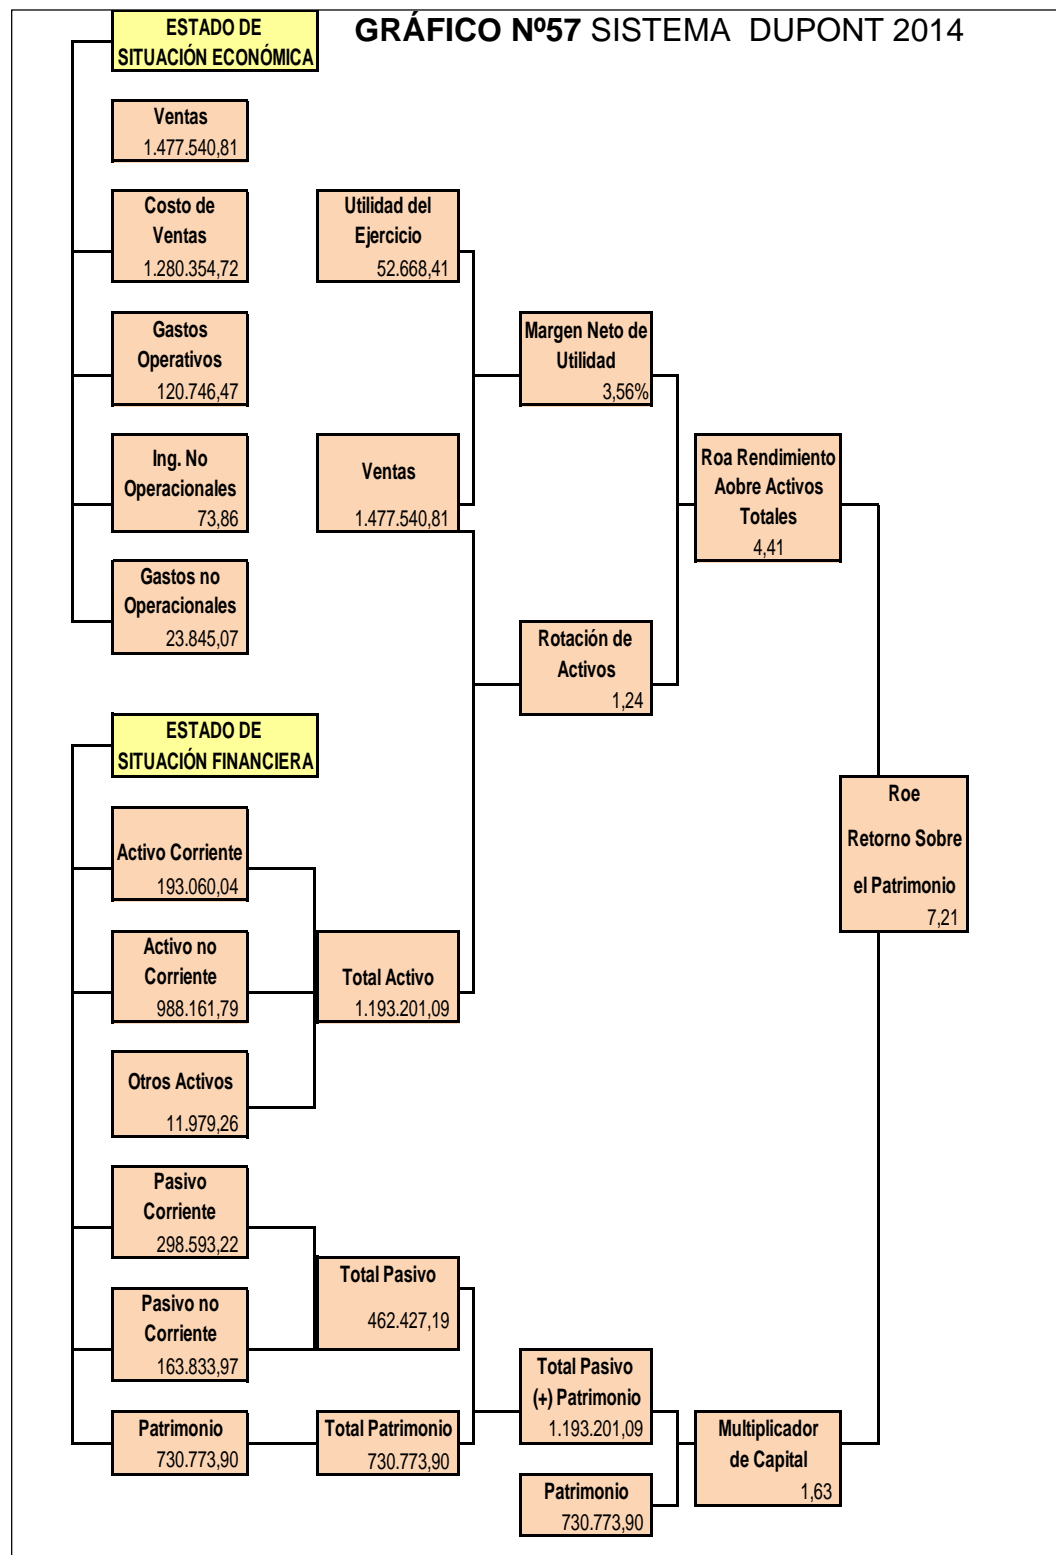 GRÁFICO Nº57 SISTEMA DUPONT 2014
ESTADO DE
SITUACIÓN ECONÓMICA
Ventas
1.477.540,81
Costo de
Ventas
1.280.354,72
Gastos
Operativos
120.746,47
Ing. No
Operacionales
73,86
Gastos no
Operacionales
23.845,07
Utilidad del
Ejercicio
52.668,41
Ventas
1.477.540,81
Margen Neto de
Utilidad
3,56%
Rotación de
Activos
1,24
Roa Rendimiento
Aobre Activos
Totales
4,41
ESTADO DE
SITUACIÓN FINANCIERA
Activo Corriente
193.060,04
Activo no
Corriente
988.161,79
Otros Activos
11.979,26
Total Activo
1.193.201,09
Roe
Retorno Sobre
el Patrimonio
7,21
Pasivo
Corriente
298.593,22
Pasivo no
Corriente
163.833,97
Patrimonio
730.773,90
Total Pasivo
462.427,19
Total Patrimonio
730.773,90
Total Pasivo
(+) Patrimonio
1.193.201,09
Patrimonio
730.773,90
Multiplicador
de Capital
1,63